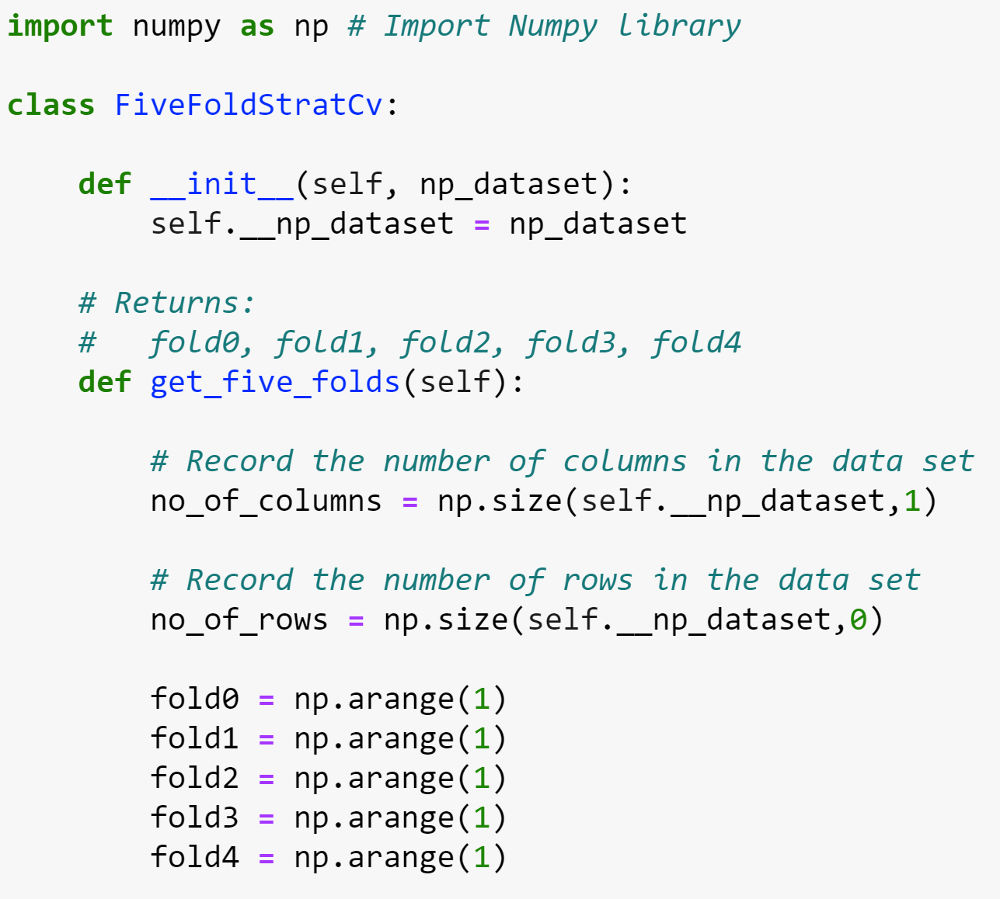 import numpy as np # Import Numpy library
class FiveFoldStratCv:
def __init__(self, np_dataset):
self.__np_dataset = np_dataset
# Returns:
#   fold0, fold1, fold2, fold3, fold4
def get_five_folds(self):
# Record the number of columns in the data set
no_of_columns = np.size(self.__np_dataset,1)
# Record the number of rows in the data set
no_of_rows = np.size(self.__np_dataset,0)
fold0 = np.arange(1)
fold1 = np.arange(1)
fold2 = np.arange(1)
fold3 = np.arange(1)
fold4 = np.arange(1)